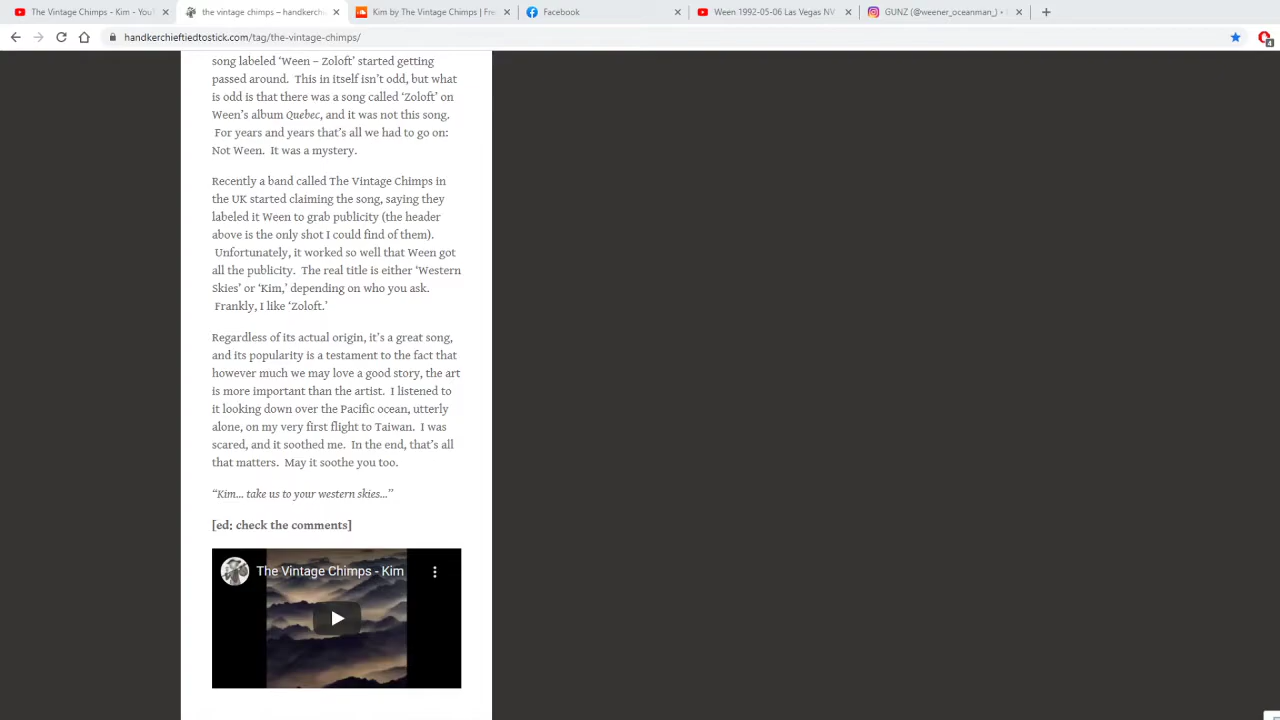 The Vintage Chimps - Kim - You
the vintage chimps – handkerchi
Kim by The Vintage Chimps | Fre
Facebook
Ween 1992-05-06 Las Vegas NV
GUNZ (@weener_oceanman_) •
handkerchieftiedtostick.com/tag/the-vintage-chimps/
4
song labeled ‘Ween – Zoloft’ started getting
passed around.  This in itself isn’t odd, but what
is odd is that there was a song called ‘Zoloft’ on
Ween’s album Quebec, and it was not this song.
For years and years that’s all we had to go on:
Not Ween.  It was a mystery.
Recently a band called The Vintage Chimps in
the UK started claiming the song, saying they
labeled it Ween to grab publicity (the header
above is the only shot I could find of them).
Unfortunately, it worked so well that Ween got
all the publicity.  The real title is either ‘Western
Skies’ or ‘Kim,’ depending on who you ask.
Frankly, I like ‘Zoloft.’
Regardless of its actual origin, it’s a great song,
and its popularity is a testament to the fact that
however much we may love a good story, the art
is more important than the artist.  I listened to
it looking down over the Pacific ocean, utterly
alone, on my very first flight to Taiwan.  I was
scared, and it soothed me.  In the end, that’s all
that matters.  May it soothe you too.
“Kim… take us to your western skies…”
[ed: check the comments]
The Vintage Chimps - Kim